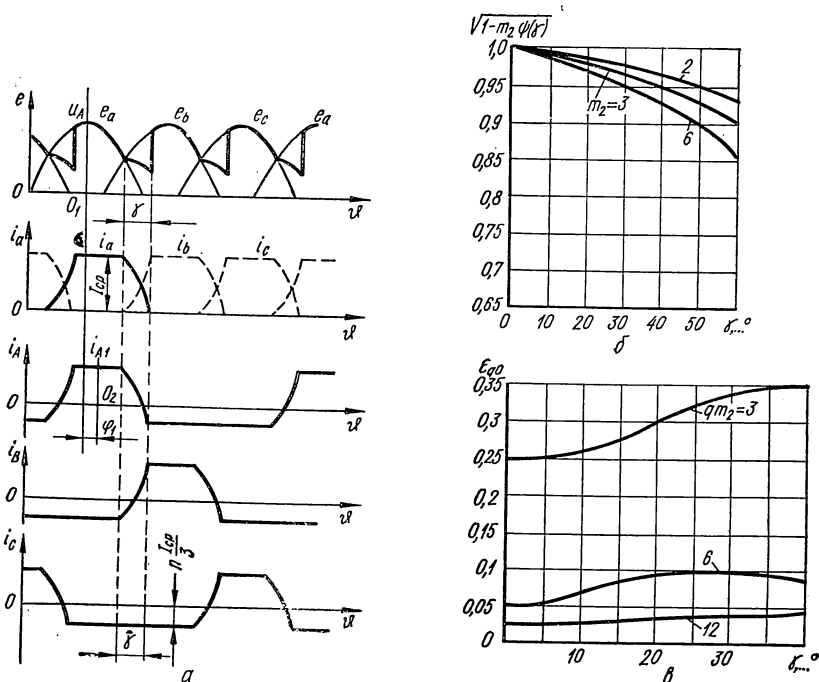 e
u_A
e_a
e_b
e_c
e_a
0
O_1
γ
ϑ
i_a
i_a
i_b
i_c
I_ср
0
ϑ
i_A
i_A1
0
O_2
φ_1
ϑ
i_B
0
ϑ
i_C
n I_ср/3
0
ϑ
γ
а
√1-m_2 ψ(γ)
1,0
0,95
0,9
0,85
0,8
0,75
0,7
0,65
2
m_2=3
6
0
10
20
30
40
50
γ,...°
б
ε_q0
0,35
0,3
0,25
0,2
0,15
0,1
0,05
0
qm_2=3
6
12
10
20
30
γ,...°
в